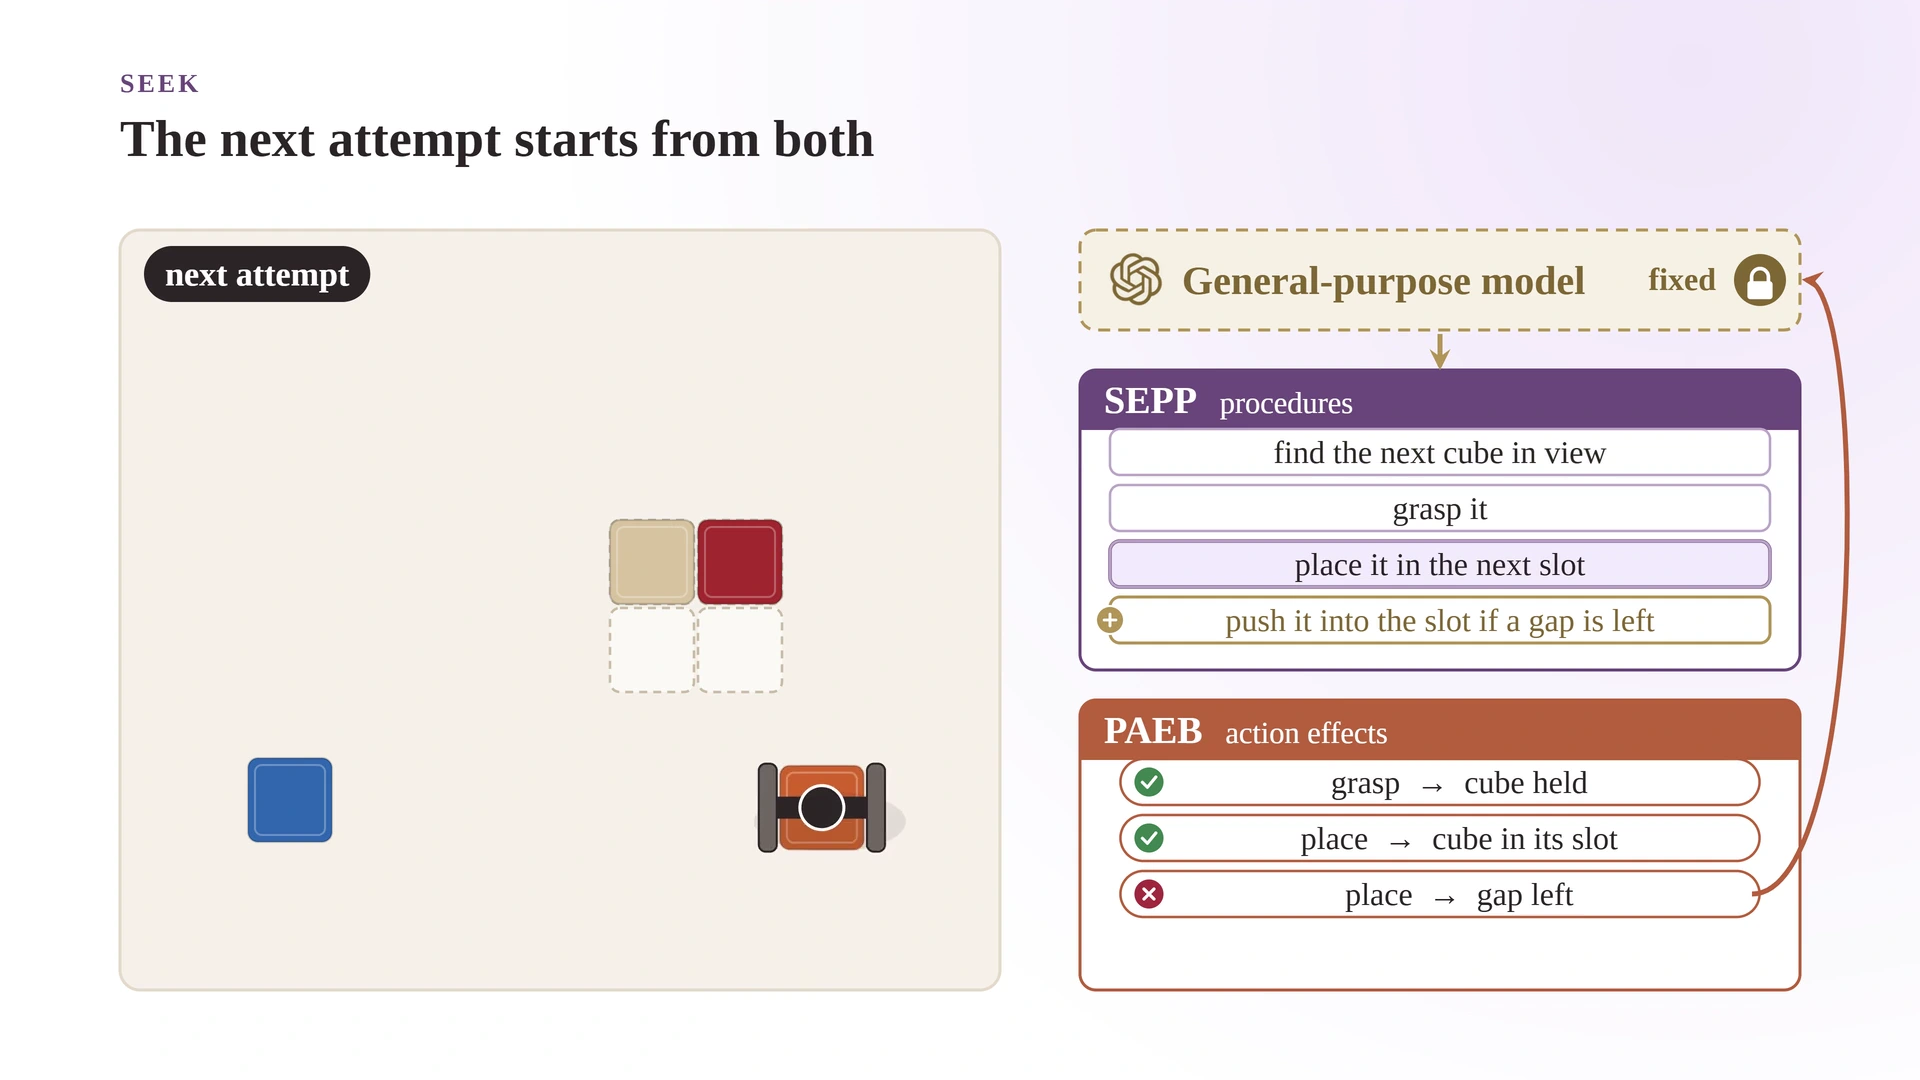 SEEK
The next attempt starts from both
next attempt
General-purpose model fixed
SEPP procedures
find the next cube in view
grasp it
place it in the next slot
push it into the slot if a gap is left
PAEB action effects
grasp → cube held
place → cube in its slot
place → gap left